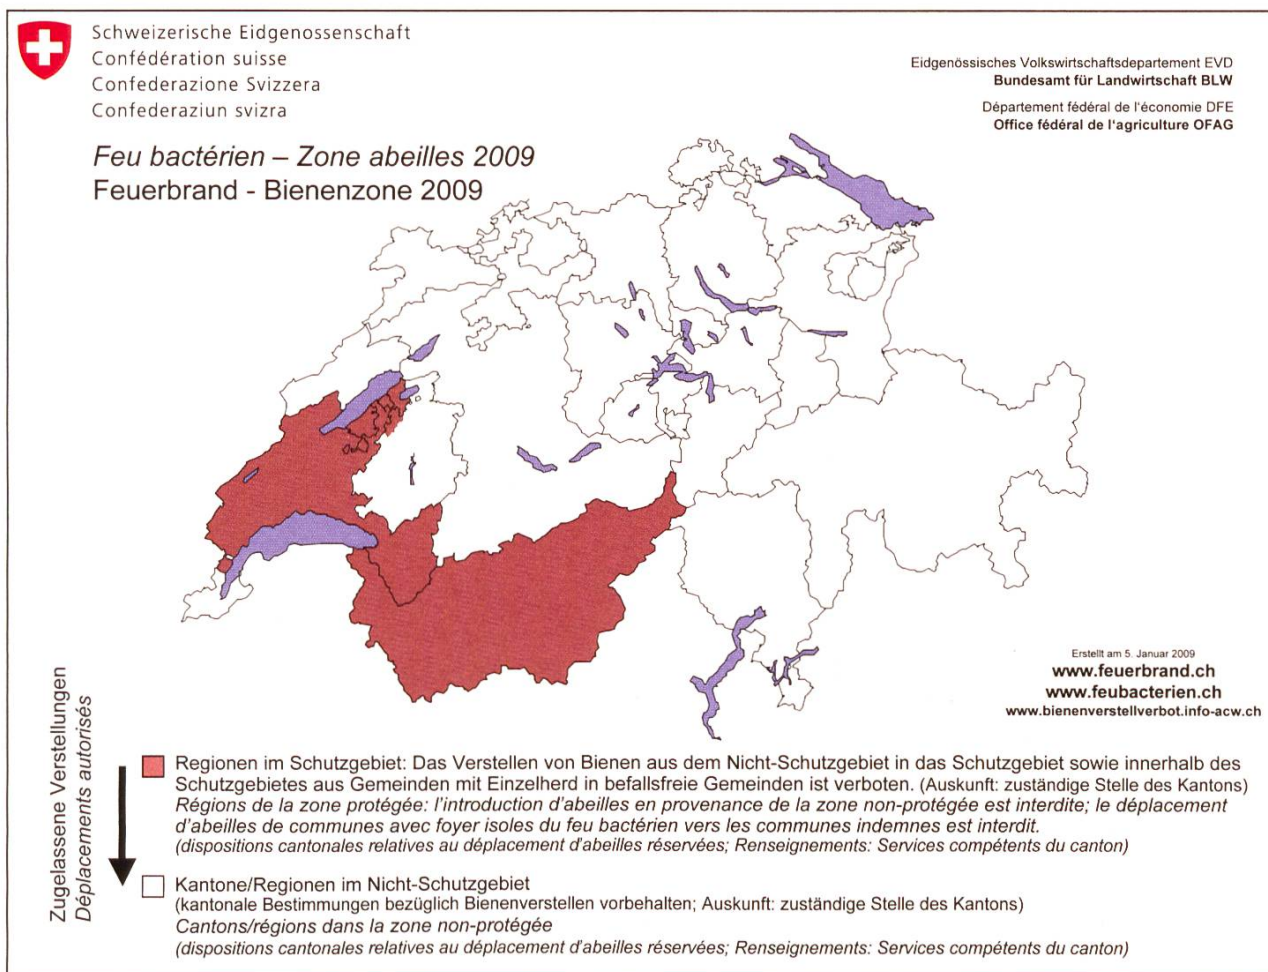 Schweizerische Eidgenossenschaft
Confédération suisse
Confederazione Svizzera
Confederaziun svizra
Eidgenössisches Volkswirtschaftsdepartement EVD
Bundesamt für Landwirtschaft BLW
Département fédéral de l'économie DFE
Office fédéral de l'agriculture OFAG
Feu bactérien – Zone abeilles 2009
Feuerbrand - Bienenzone 2009
Erstellt am 5. Januar 2009
www.feuerbrand.ch
www.feubacterien.ch
www.bienenverstellverbot.info-acw.ch
Zugelassene Verstellungen
Déplacements autorisés
Regionen im Schutzgebiet: Das Verstellen von Bienen aus dem Nicht-Schutzgebiet in das Schutzgebiet sowie innerhalb des
Schutzgebietes aus Gemeinden mit Einzelherd in befallsfreie Gemeinden ist verboten. (Auskunft: zuständige Stelle des Kantons)
Régions de la zone protégée: l'introduction d'abeilles en provenance de la zone non-protégée est interdite; le déplacement
d'abeilles de communes avec foyer isoles du feu bactérien vers les communes indemnes est interdit.
(dispositions cantonales relatives au déplacement d'abeilles réservées; Renseignements: Services compétents du canton)
Kantone/Regionen im Nicht-Schutzgebiet
(kantonale Bestimmungen bezüglich Bienenverstellen vorbehalten; Auskunft: zuständige Stelle des Kantons)
Cantons/régions dans la zone non-protégée
(dispositions cantonales relatives au déplacement d'abeilles réservées; Renseignements: Services compétents du canton)